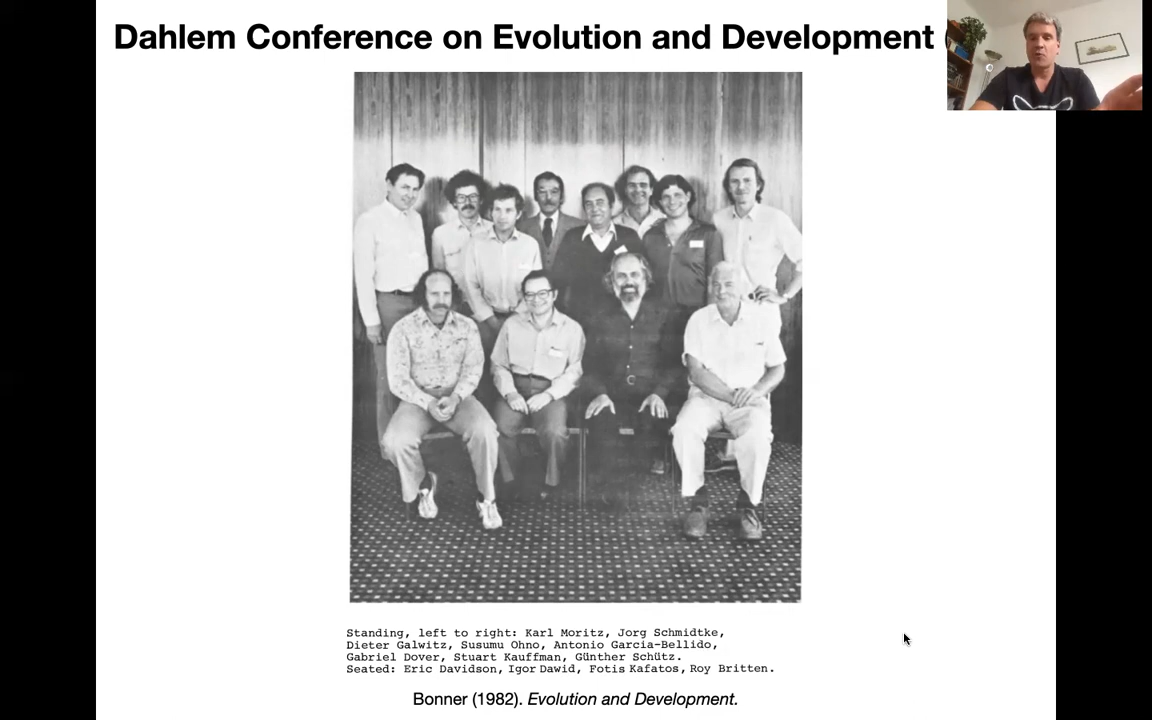 Dahlem Conference on Evolution and Development
Standing, left to right: Karl Moritz, Jorg Schmidtke,
Dieter Galwitz, Susumu Ohno, Antonio Garcia-Bellido,
Gabriel Dover, Stuart Kauffman, Günther Schütz.
Seated: Eric Davidson, Igor Dawid, Fotis Kafatos, Roy Britten.
Bonner (1982). Evolution and Development.